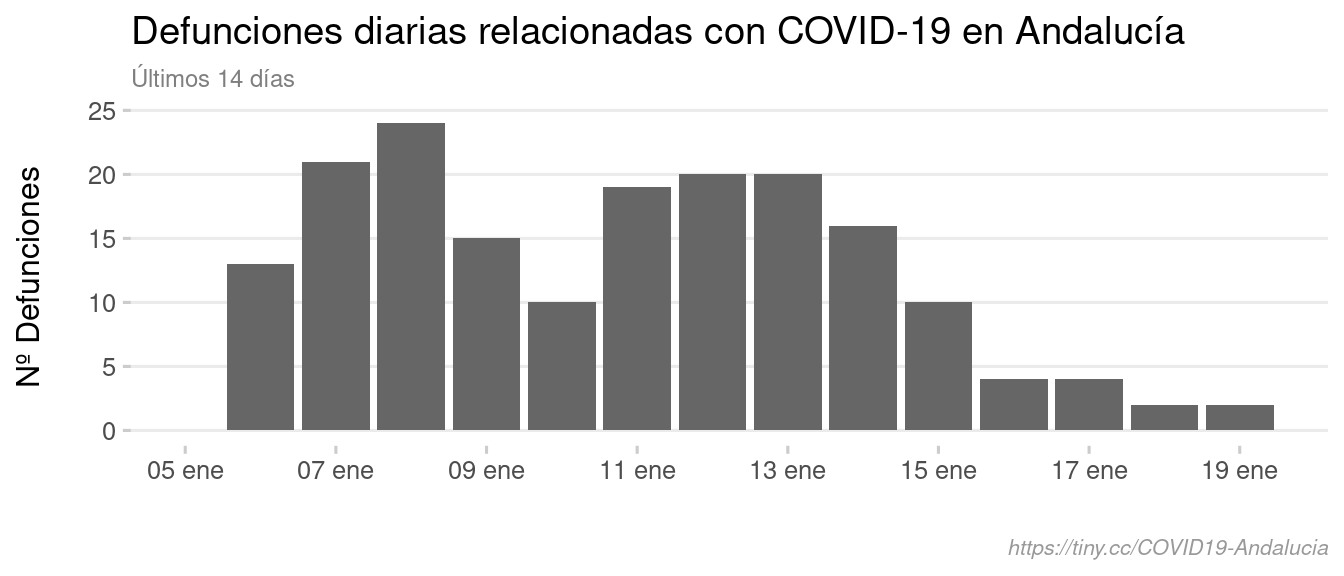 Defunciones diarias relacionadas con COVID-19 en Andalucía
Últimos 14 días
Nº Defunciones
25
20
15
10
5
0
05 ene 07 ene 09 ene 11 ene 13 ene 15 ene 17 ene 19 ene
https://tiny.cc/COVID19-Andalucia